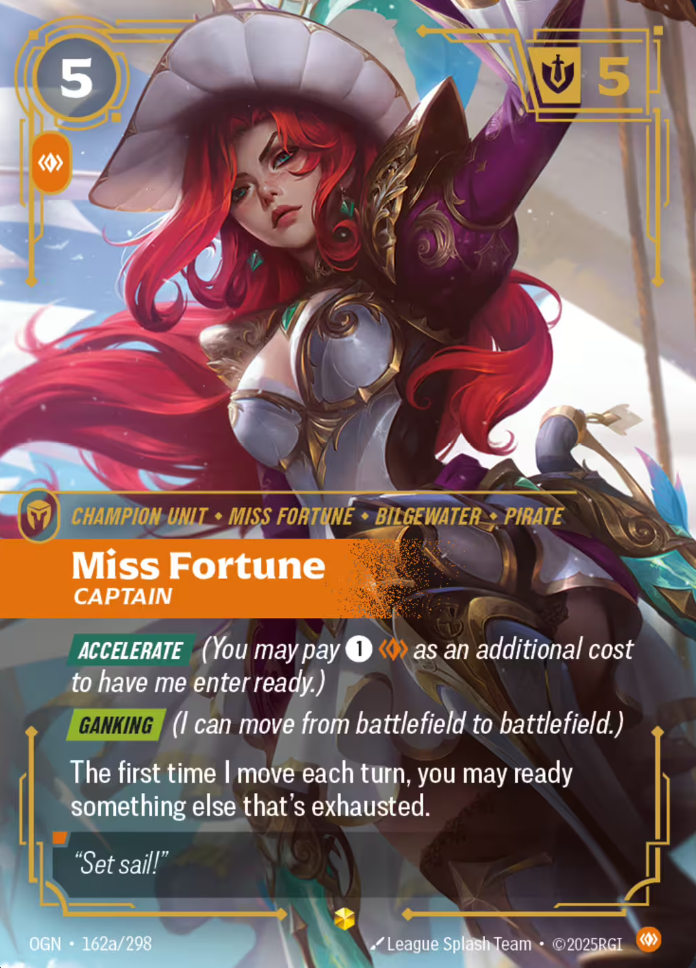 5
5
CHAMPION UNIT • MISS FORTUNE • BILGEWATER • PIRATE
Miss Fortune
CAPTAIN
ACCELERATE (You may pay 1 as an additional cost
to have me enter ready.)
GANKING (I can move from battlefield to battlefield.)
The first time I move each turn, you may ready
something else that's exhausted.
"Set sail!"
OGN • 162a/298
League Splash Team • ©2025RGI